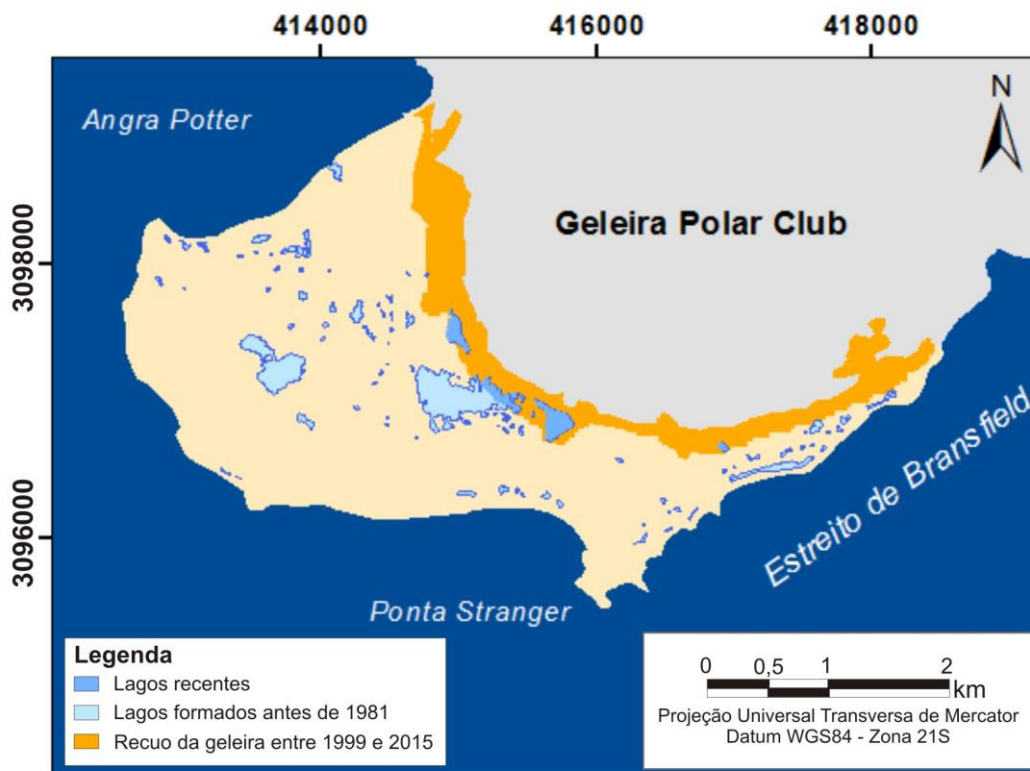 414000 416000 418000
Angra Potter
N
Geleira Polar Club
3098000
3096000
Estreito de Bransfield
Ponta Stranger
Legenda
Lagos recentes
Lagos formados antes de 1981
Recuo da geleira entre 1999 e 2015
0 0,5 1 2
km
Projeção Universal Transversa de Mercator
Datum WGS84 - Zona 21S